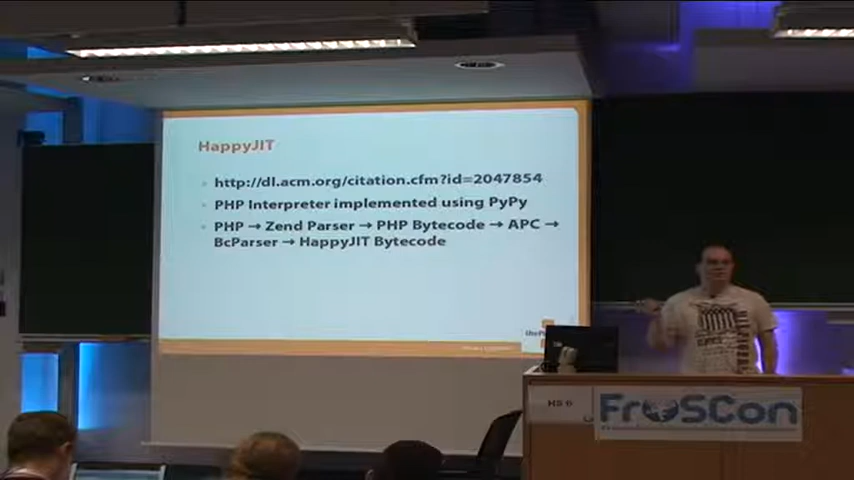 HappyJIT
http://dl.acm.org/citation.cfm?id=2047854
PHP Interpreter implemented using PyPy
PHP → Zend Parser → PHP Bytecode → APC →
BcParser → HappyJIT Bytecode
HS 6
FrOSCon